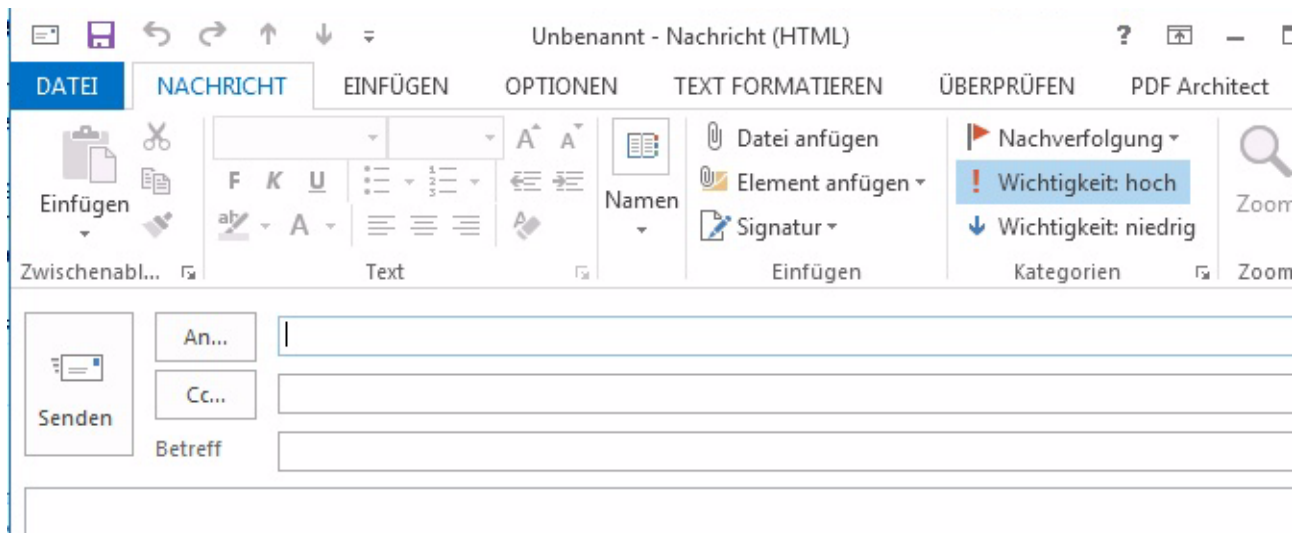 Unbenannt - Nachricht (HTML) ?
DATEI NACHRICHT EINFÜGEN OPTIONEN TEXT FORMATIEREN ÜBERPRÜFEN PDF Architect
Datei anfügen Nachverfolgung
F K U Element anfügen Wichtigkeit: hoch
Einfügen Namen Zoom
Signatur Wichtigkeit: niedrig
Zwischenabl... Text Einfügen Kategorien Zoom
An...
Cc...
Senden
Betreff